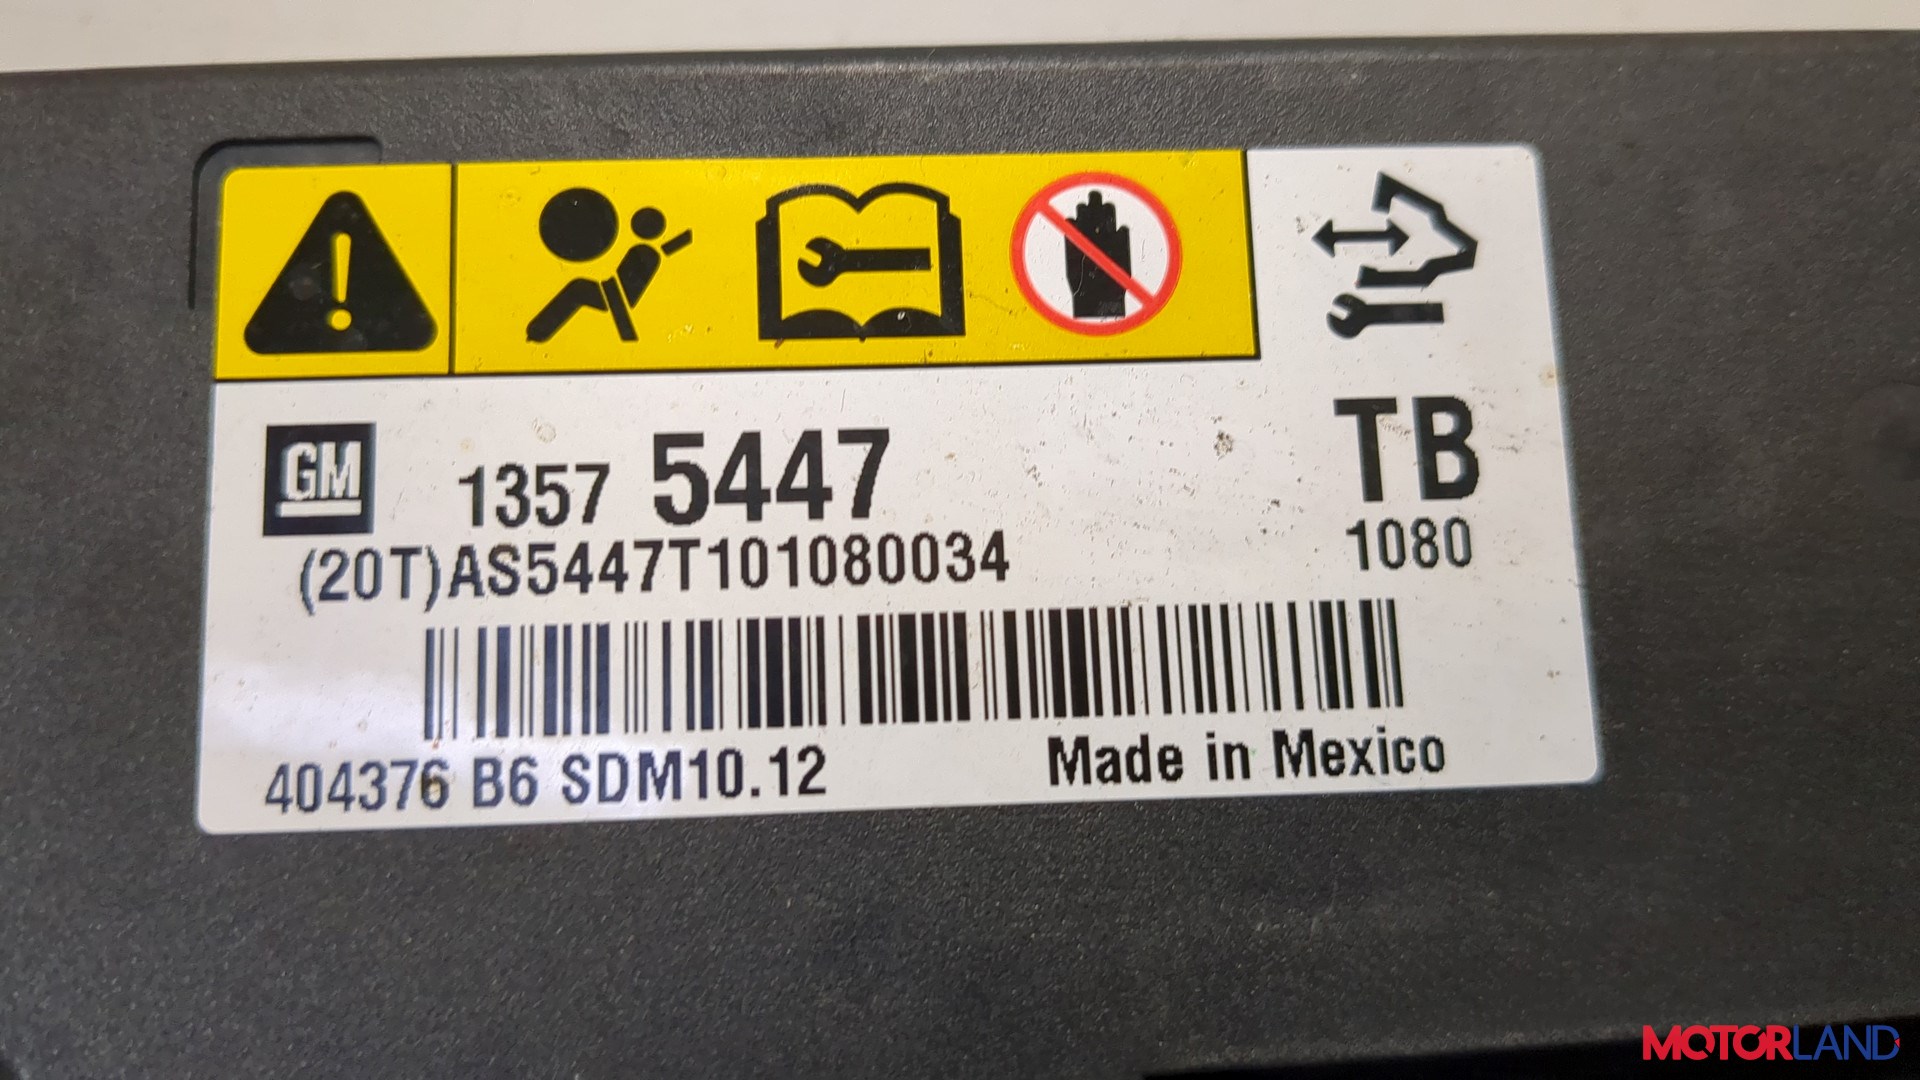 GM 1357 5447
TB
(20T)AS5447T101080034
1080
404376 B6 SDM10.12
Made in Mexico
MOTORLAND